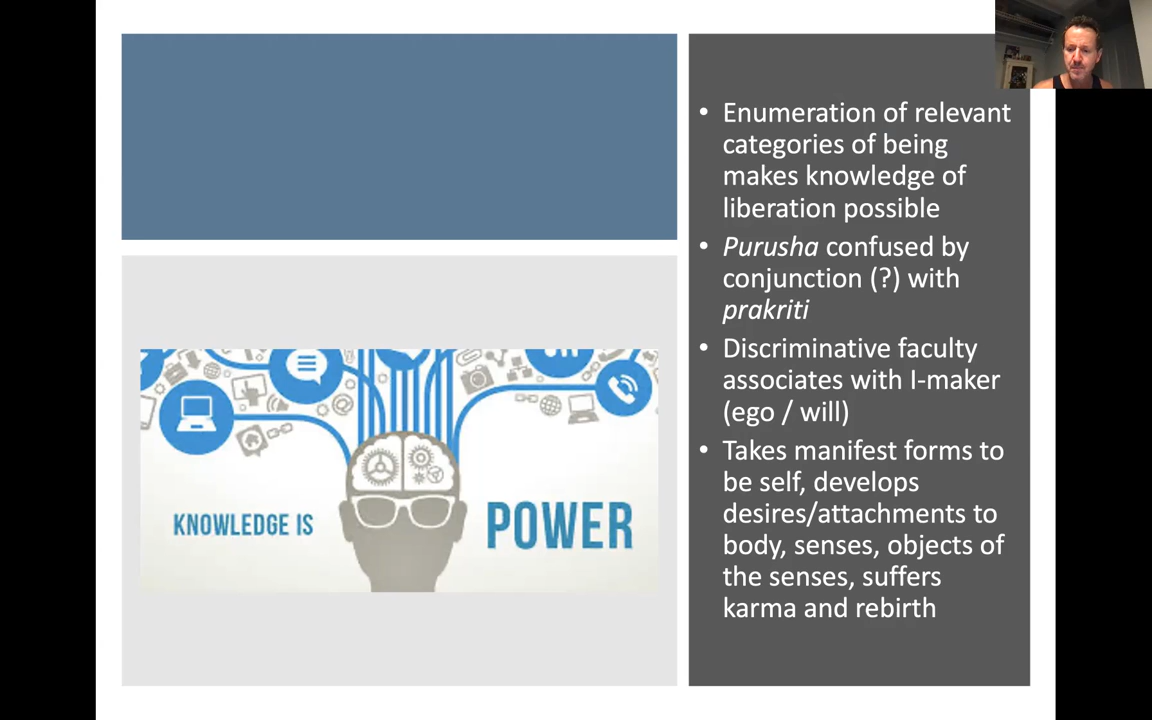 • Enumeration of relevant
categories of being
makes knowledge of
liberation possible
• Purusha confused by
conjunction (?) with
prakriti
• Discriminative faculty
associates with I-maker
(ego / will)
• Takes manifest forms to
be self, develops
desires/attachments to
body, senses, objects of
the senses, suffers
karma and rebirth
KNOWLEDGE IS POWER